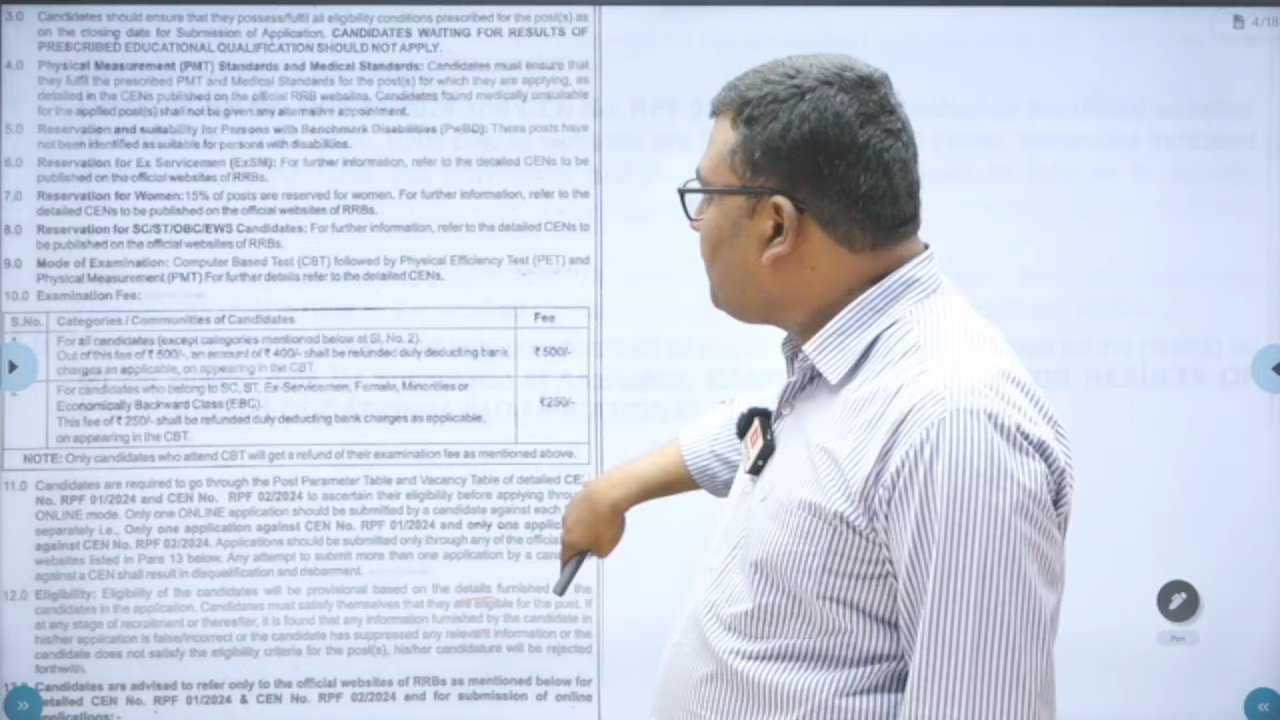 3.0 Candidates should ensure that they possess/fulfil all eligibility conditions prescribed for the post(s) as
on the closing date for Submission of Application. CANDIDATES WAITING FOR RESULTS OF
PRESCRIBED EDUCATIONAL QUALIFICATION SHOULD NOT APPLY.
4.0 Physical Measurement (PMT) Standards and Medical Standards: Candidates must ensure that
they fulfil the prescribed PMT and Medical Standards for the post(s) for which they are applying, as
detailed in the CENs published on the official RRB websites. Candidates found medically unsuitable
for the applied post(s) shall not be given any alternative appointment.
5.0 Reservation and suitability for Persons with Benchmark Disabilities (PwBD): These posts have
not been identified as suitable for persons with disabilities.
6.0 Reservation for Ex Servicemen (ExSM): For further information, refer to the detailed CENs to be
published on the official websites of RRBs.
7.0 Reservation for Women: 15% of posts are reserved for women. For further information, refer to the
detailed CENs to be published on the official websites of RRBs.
8.0 Reservation for SC/ST/OBC/EWS Candidates: For further information, refer to the detailed CENs to
be published on the official websites of RRBs.
9.0 Mode of Examination: Computer Based Test (CBT) followed by Physical Efficiency Test (PET) and
Physical Measurement (PMT) For further details refer to the detailed CENs.
10.0 Examination Fee:
S.No. Categories / Communities of Candidates Fee
For all candidates (except categories mentioned below at Sl. No. 2).
Out of this fee of ₹ 500/-, an amount of ₹ 400/- shall be refunded duly deducting bank ₹ 500/-
charges as applicable, on appearing in the CBT.
For candidates who belong to SC, ST, Ex-Servicemen, Female, Minorities or
Economically Backward Class (EBC). ₹250/-
This fee of ₹ 250/- shall be refunded duly deducting bank charges as applicable,
on appearing in the CBT.
NOTE: Only candidates who attend CBT will get a refund of their examination fee as mentioned above.
11.0 Candidates are required to go through the Post Parameter Table and Vacancy Table of detailed
No. RPF 01/2024 and CEN No. RPF 02/2024 to ascertain their eligibility before applying
ONLINE mode. Only one ONLINE application should be submitted by a candidate against each
separately i.e., Only one application against CEN No. RPF 01/2024 and only one
against CEN No. RPF 02/2024. Applications should be submitted only through any of the
websites listed in Para 13 below. Any attempt to submit more than one application by a
against a CEN shall result in disqualification and debarment.
12.0 Eligibility: Eligibility of the candidates will be provisional based on the details furnished the
candidates in the application. Candidates must satisfy themselves that they are eligible for the post. If
at any stage of recruitment or thereafter, it is found that any information furnished by the candidate in
his/her application is false/incorrect or the candidate has suppressed any relevant information or the
candidate does not satisfy the eligibility criteria for the post(s), his/her candidature will be rejected
forthwith.
Candidates are advised to refer only to the official websites of RRBs as mentioned below for
detailed CEN No. RPF 01/2024 & CEN No. RPF 02/2024 and for submission of online
applications: -
4/18
Pen